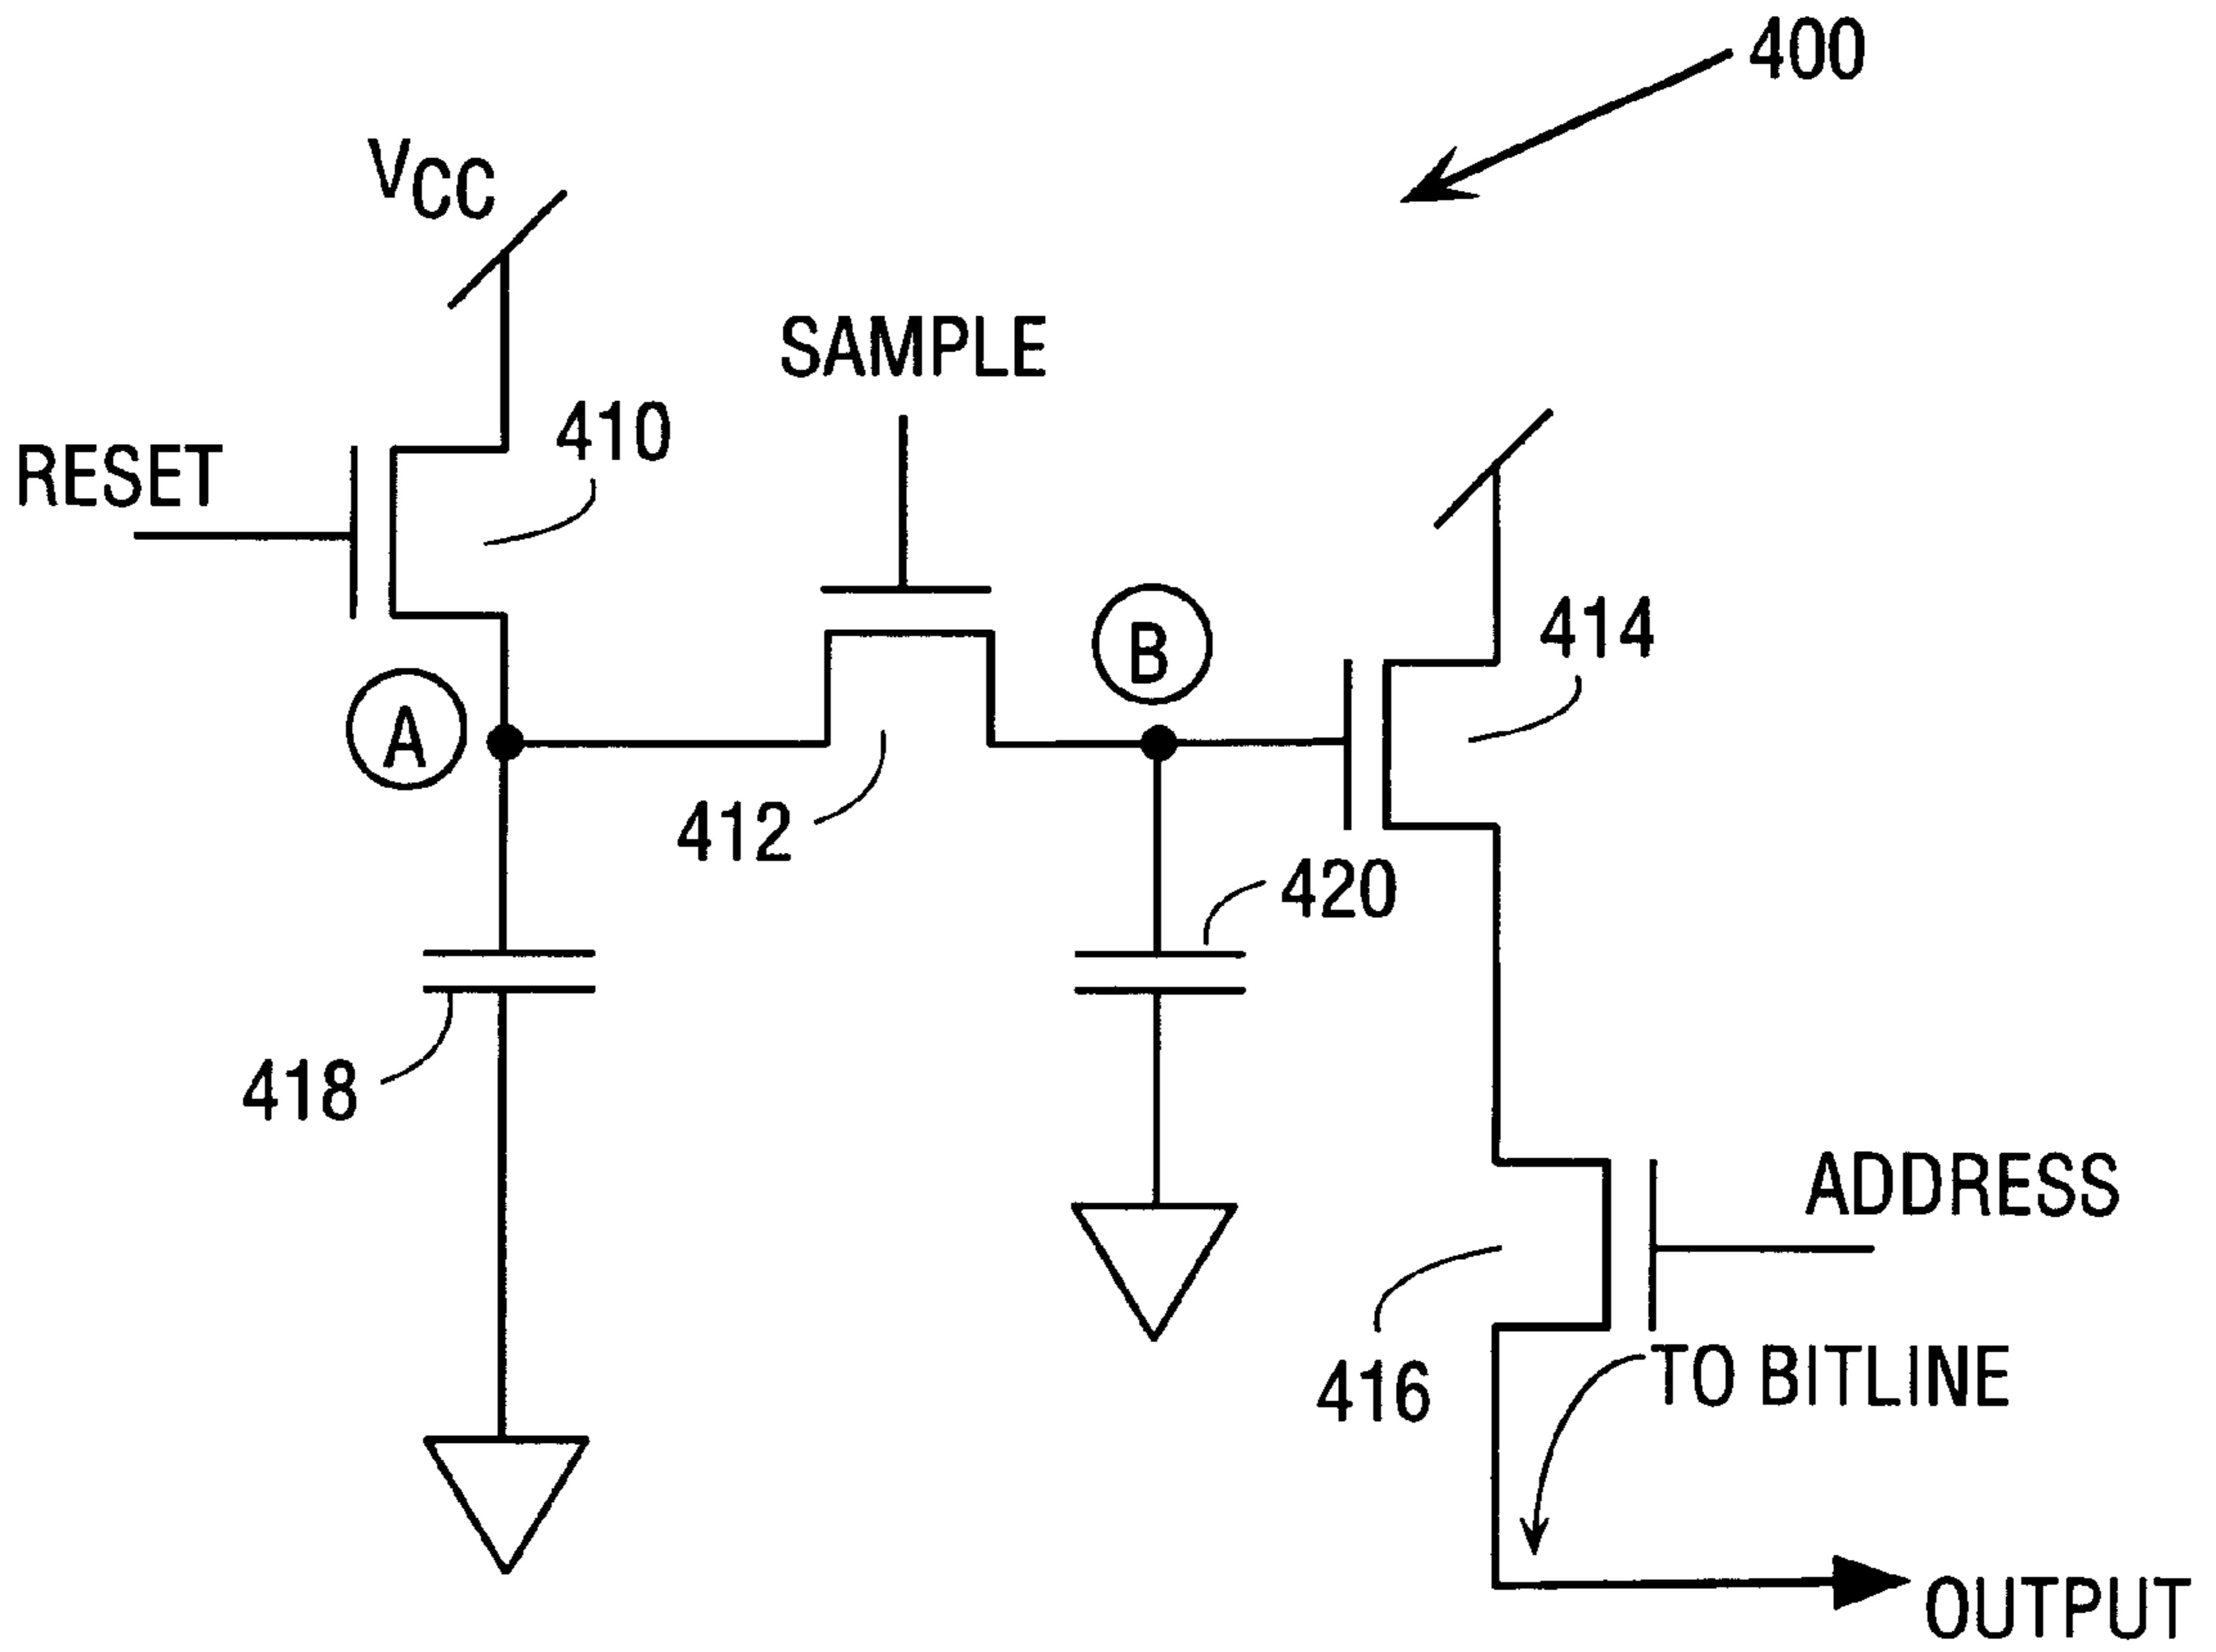 400
VCC
SAMPLE
RESET
410
A
B
414
412
420
418
ADDRESS
416
TO BITLINE
OUTPUT